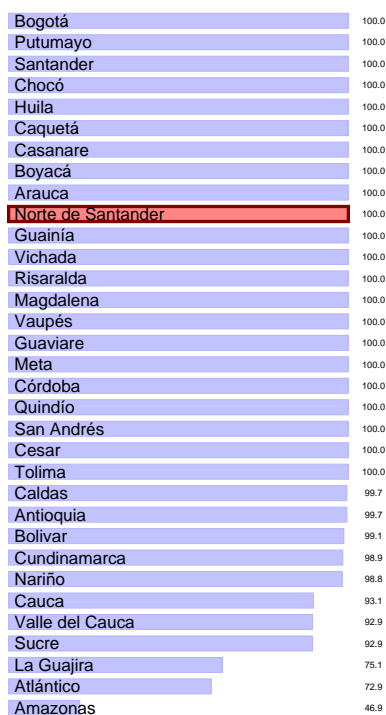 Bogotá 100.0
Putumayo 100.0
Santander 100.0
Chocó 100.0
Huila 100.0
Caquetá 100.0
Casanare 100.0
Boyacá 100.0
Arauca 100.0
Norte de Santander 100.0
Guainía 100.0
Vichada 100.0
Risaralda 100.0
Magdalena 100.0
Vaupés 100.0
Guaviare 100.0
Meta 100.0
Córdoba 100.0
Quindío 100.0
San Andrés 100.0
Cesar 100.0
Tolima 100.0
Caldas 99.7
Antioquia 99.7
Bolivar 99.1
Cundinamarca 98.9
Nariño 98.8
Cauca 93.1
Valle del Cauca 92.9
Sucre 92.9
La Guajira 75.1
Atlántico 72.9
Amazonas 46.9